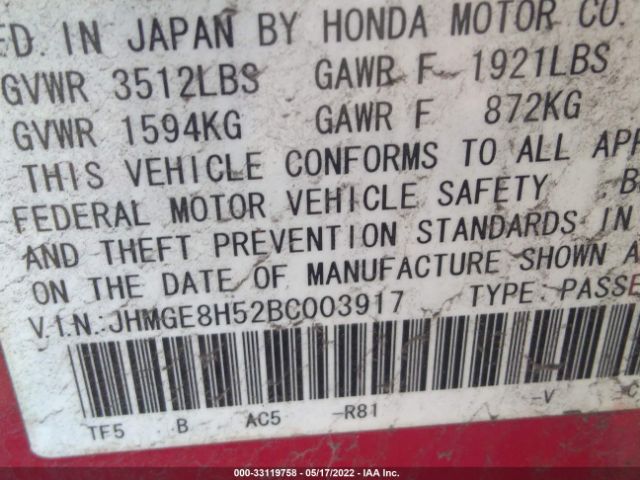 ED. IN JAPAN BY HONDA MOTOR CO.
GVWR 3512LBS GAWR F 1921LBS
GVWR 1594KG GAWR F 872KG
THIS VEHICLE CONFORMS TO ALL APP
FEDERAL MOTOR VEHICLE SAFETY B
AND THEFT PREVENTION STANDARDS IN
ON THE DATE OF MANUFACTURE SHOWN A
V.I.N.:JHMGE8H52BC003917 TYPE:PASSE
TF5 B AC5 -R81 -V -C
000-33119758 - 05/17/2022 - IAA Inc.